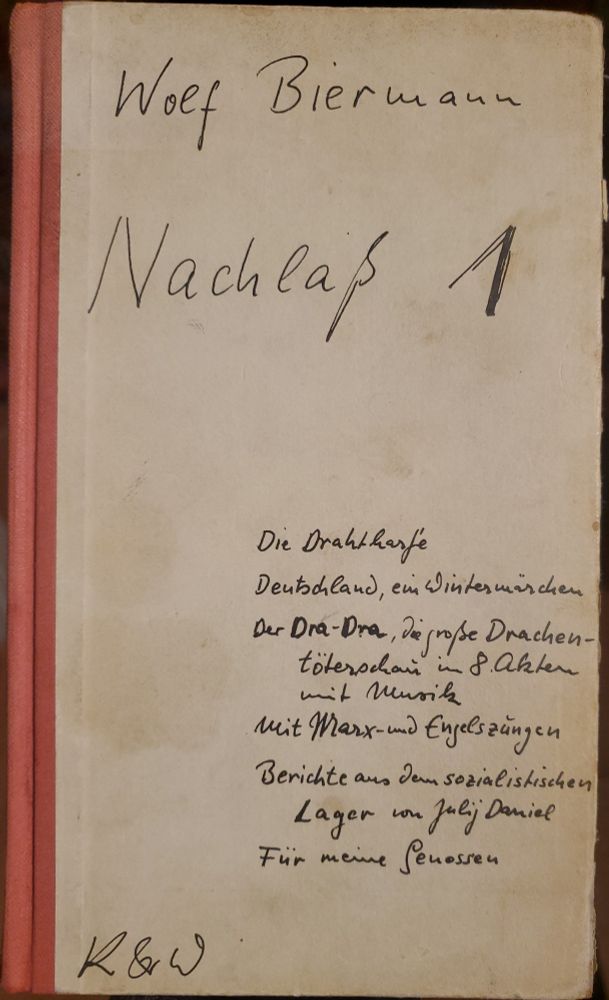 Wolf Biermann
Nachlaß 1
Die Drahtharfe
Deutschland, ein Wintermärchen
Der Dra-Dra, die große Drachen-
töterschau in 8 Akten
mit Musik
Mit Marx- und Engelszungen
Berichte aus dem sozialistischen
Lager von Julij Daniel
Für meine Genossen
K&W